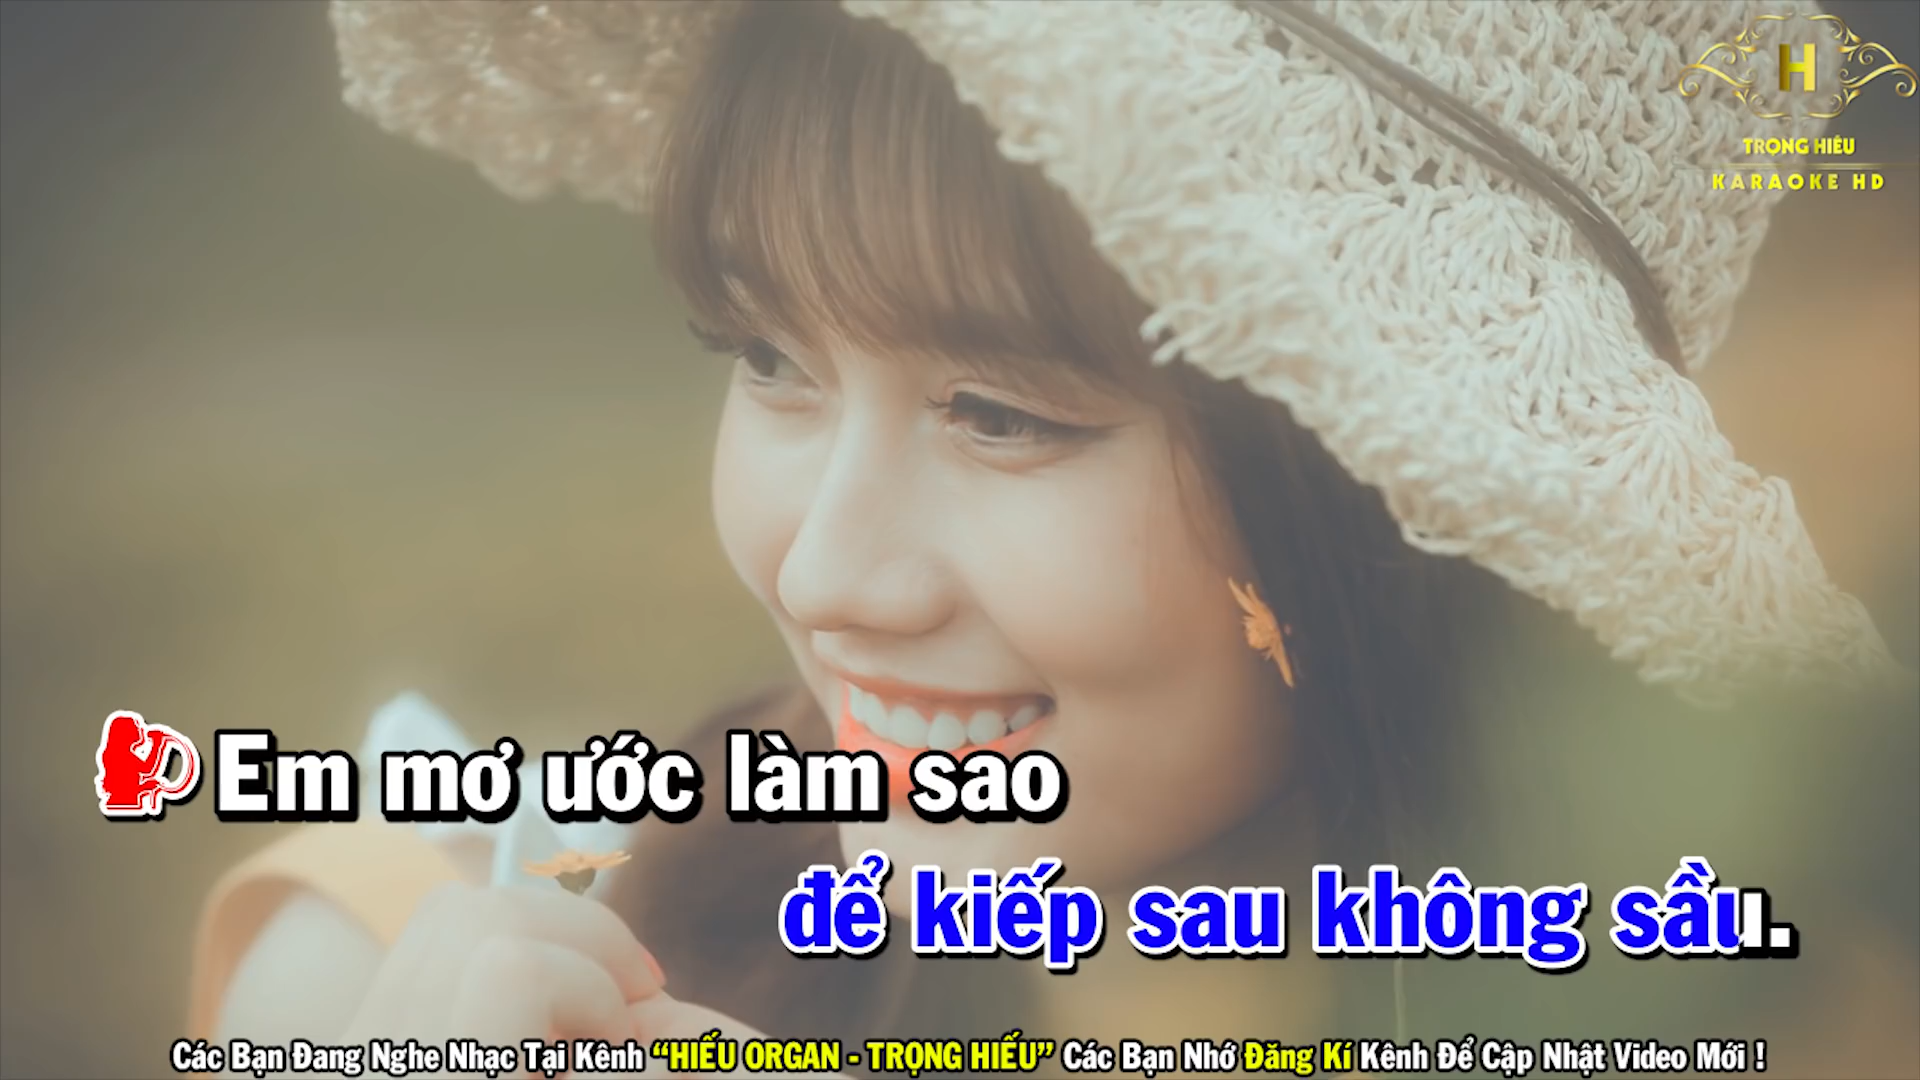 H
TRỌNG HIẾU
KARAOKE HD
Em mơ ước làm sao
để kiếp sau không sầu.
Các Bạn Đang Nghe Nhạc Tại Kênh “HIẾU ORGAN - TRỌNG HIẾU” Các Bạn Nhớ Đăng Kí Kênh Để Cập Nhật Video Mới !